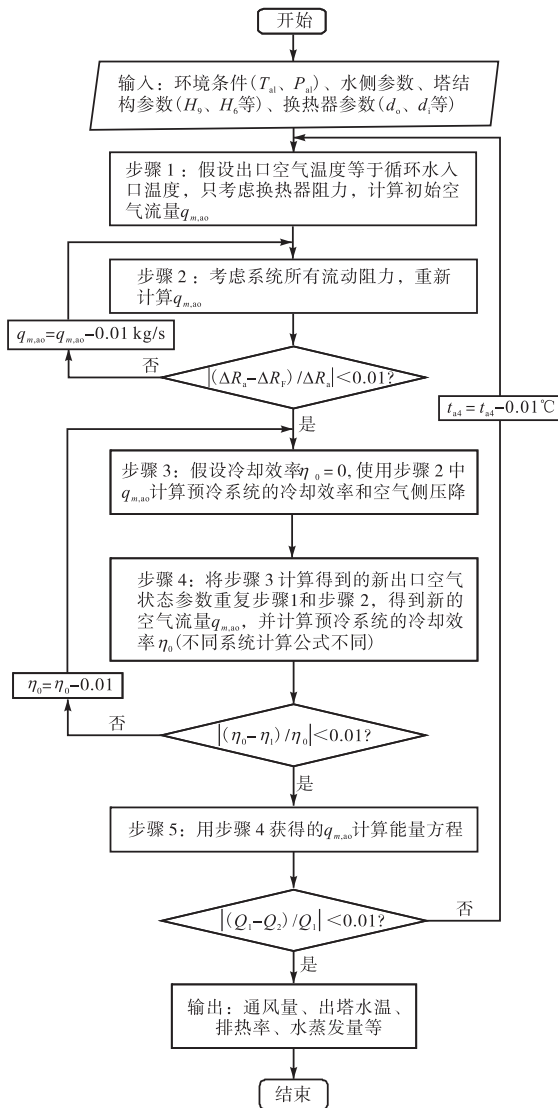 开始
输入：环境条件(Tal、Pal)、水侧参数、塔结
构参数(H9、H6等)、换热器参数(do、di等)
步骤 1：假设出口空气温度等于循环水入
口温度，只考虑换热器阻力，计算初始空
气流量qm,ao
步骤 2：考虑系统所有流动阻力，重新
计算qm,ao
qm,ao=qm,ao−0.01 kg/s
否
|(ΔRa−ΔRF)/ΔRa|<0.01?
ta4=ta4−0.01℃
是
步骤 3：假设冷却效率η0=0,使用步骤 2 中
qm,ao计算预冷系统的冷却效率和空气侧压降
步骤 4：将步骤 3 计算得到的新出口空气
状态参数重复步骤1和步骤 2，得到新的
空气流量qm,ao，并计算预冷系统的冷却效
率η0(不同系统计算公式不同)
η0=η0−0.01
否
|(η0−η1)/η0|<0.01?
是
步骤 5：用步骤 4 获得的qm,ao计算能量方程
|(Q1−Q2)/Q1|<0.01?
否
是
输出：通风量、出塔水温、
排热率、水蒸发量等
结束